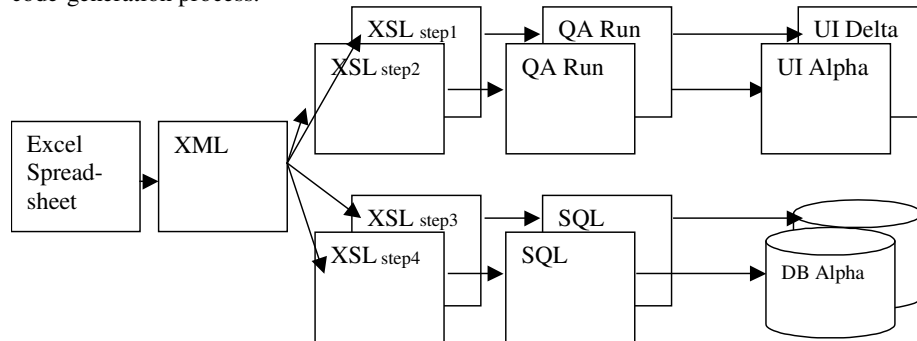 code-generation process.
XSL step1
QA Run
UI Delta
XSL step2
QA Run
UI Alpha
Excel
Spread-
sheet
XML
XSL step3
SQL
XSL step4
SQL
DB Alpha